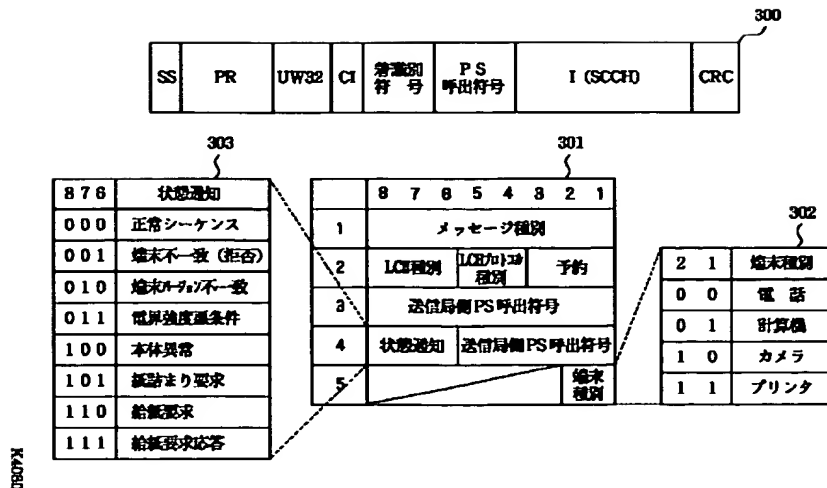 300
SS PR UW32 CI 着識別符号 PS呼出符号 I (SCCH) CRC
303
8 7 6 状態通知
0 0 0 正常シーケンス
0 0 1 端末不一致 (拒否)
0 1 0 端末バージョン不一致
0 1 1 電界強度悪条件
1 0 0 本体異常
1 0 1 紙詰まり要求
1 1 0 給紙要求
1 1 1 給紙要求応答
301
8 7 6 5 4 3 2 1
1 メッセージ種別
2 LCH種別 LCHプロトコル種別 予約
3 送信局側PS呼出符号
4 状態通知 送信局側PS呼出符号
5 端末種別
302
2 1 端末種別
0 0 電話
0 1 計算機
1 0 カメラ
1 1 プリンタ